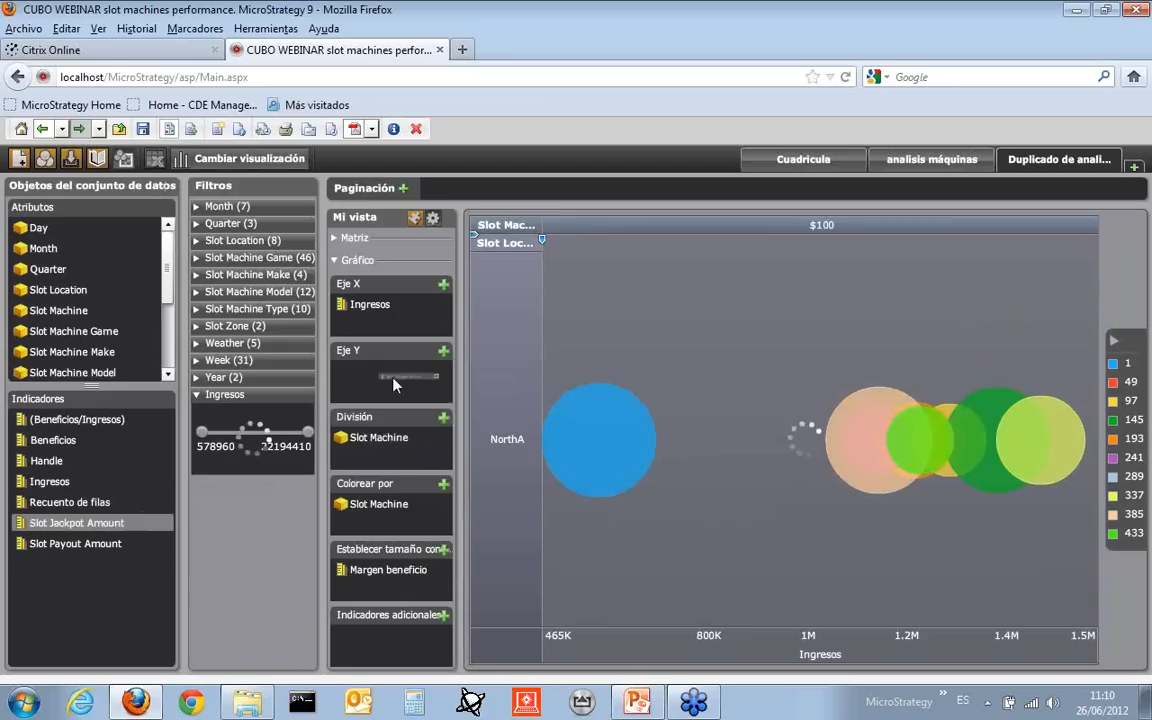 CUBO WEBINAR slot machines performance. MicroStrategy 9 - Mozilla Firefox
Archivo Editar Ver Historial Marcadores Herramientas Ayuda
Citrix Online
CUBO WEBINAR slot machines perfor...
localhost/MicroStrategy/asp/Main.aspx
Google
MicroStrategy Home
Home - CDE Manage...
Más visitados
Cambiar visualización
Cuadricula
analisis máquinas
Duplicado de anali...
Objetos del conjunto de datos
Atributos
Day
Month
Quarter
Slot Location
Slot Machine
Slot Machine Game
Slot Machine Make
Slot Machine Model
Indicadores
(Beneficios/Ingresos)
Beneficios
Handle
Ingresos
Recuento de filas
Slot Jackpot Amount
Slot Payout Amount
Filtros
Month (7)
Quarter (3)
Slot Location (8)
Slot Machine Game (46)
Slot Machine Make (4)
Slot Machine Model (12)
Slot Machine Type (10)
Slot Zone (2)
Weather (5)
Week (31)
Year (2)
Ingresos
578960
22194410
Paginación
Mi vista
Matriz
Gráfico
Eje X
Ingresos
Eje Y
División
Slot Machine
Colorear por
Slot Machine
Establecer tamaño con...
Margen beneficio
Indicadores adicionales
Slot Mac...
$100
Slot Loc...
NorthA
465K
800K
1M
1.2M
1.4M
1.5M
Ingresos
1
49
97
145
193
241
289
337
385
433
MicroStrategy
»
ES
11:10
26/06/2012